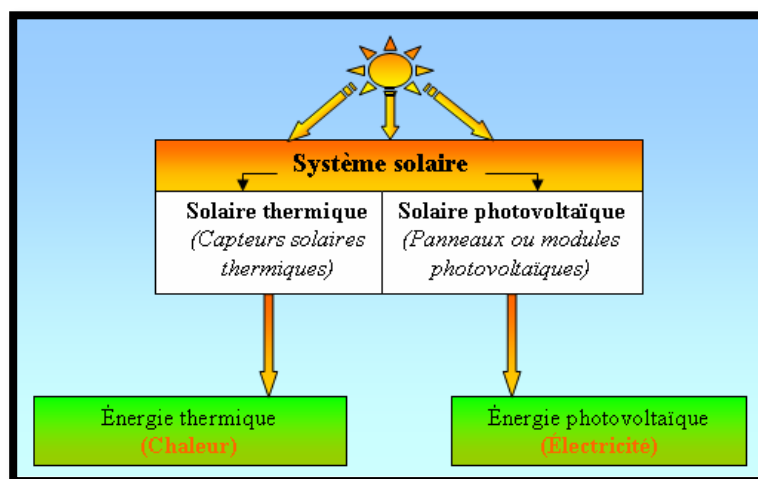 Système solaire
Solaire thermique
(Capteurs solaires
thermiques)
Solaire photovoltaïque
(Panneaux ou modules
photovoltaïques)
Énergie thermique
(Chaleur)
Énergie photovoltaïque
(Électricité)